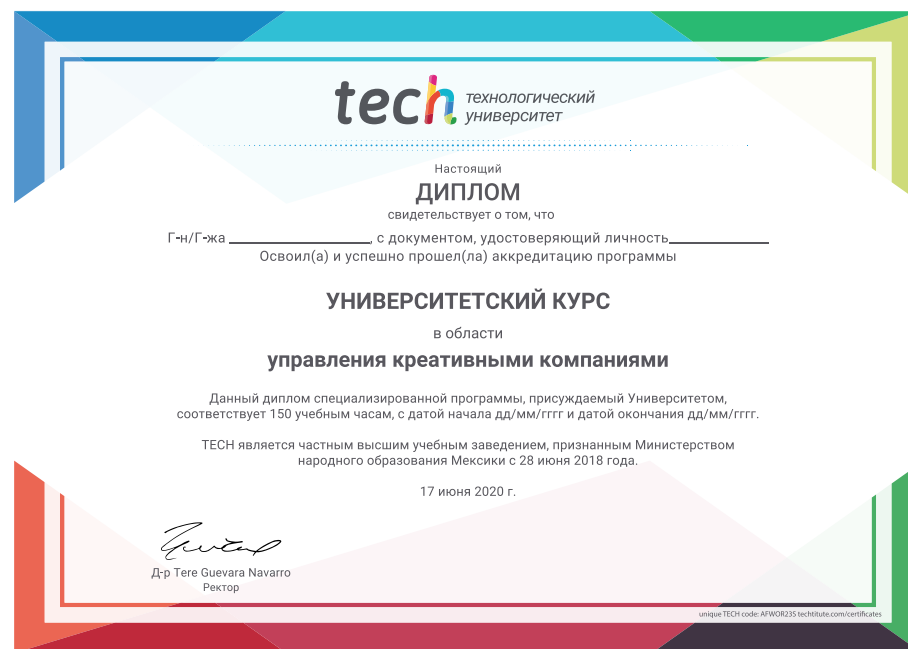 tech технологический
университет
Настоящий
ДИПЛОМ
свидетельствует о том, что
Г-н/Г-жа ____________________, с документом, удостоверяющий личность______________
Освоил(а) и успешно прошел(ла) аккредитацию программы
УНИВЕРСИТЕТСКИЙ КУРС
в области
управления креативными компаниями
Данный диплом специализированной программы, присуждаемый Университетом,
соответствует 150 учебным часам, с датой начала дд/мм/гггг и датой окончания дд/мм/гггг.
TECH является частным высшим учебным заведением, признанным Министерством
народного образования Мексики с 28 июня 2018 года.
17 июня 2020 г.
Д-р Tere Guevara Navarro
Ректор
unique TECH code: AFWOR235 techtitute.com/certificates